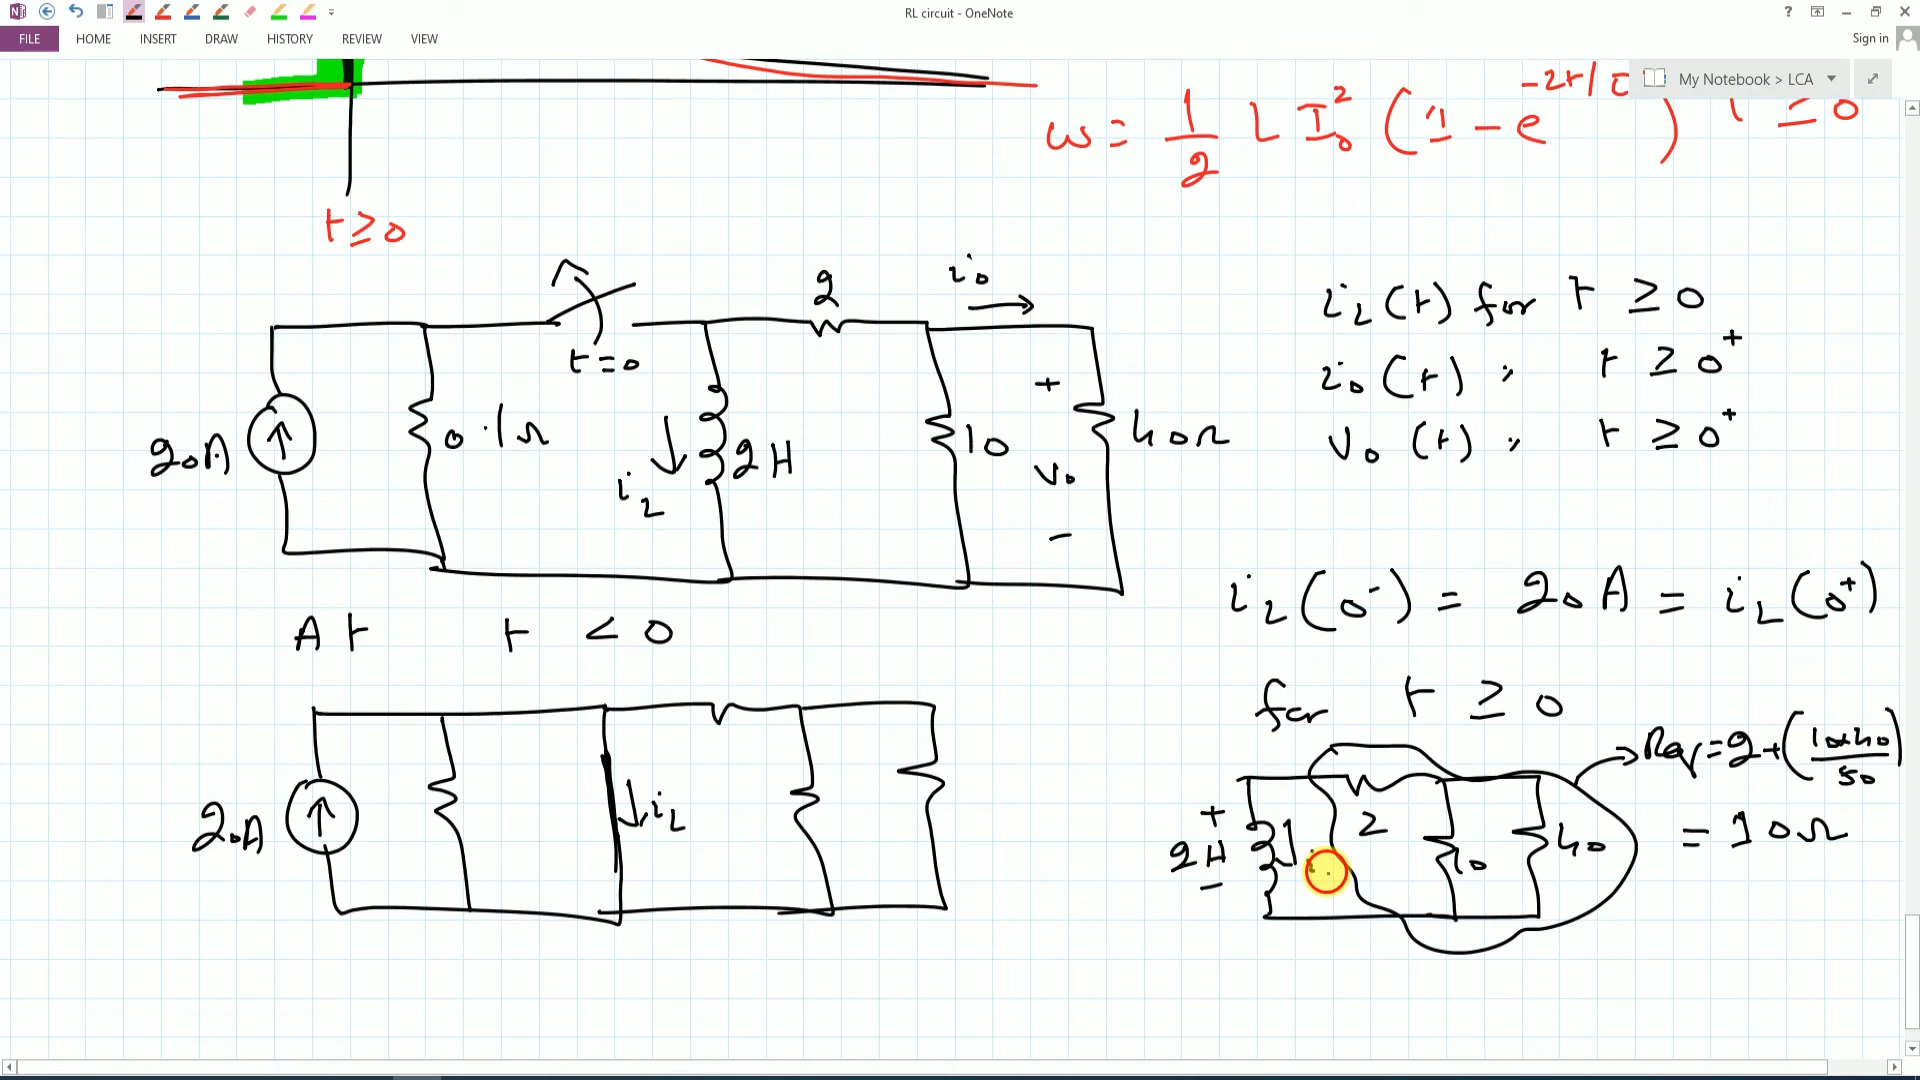 RL circuit - OneNote
FILE HOME INSERT DRAW HISTORY REVIEW VIEW
Sign in
My Notebook > LCA
w = 1/2 L I₀² (1 - e^-2t/
≥ 0
t ≥ 0
20A
0.1Ω
t=0
2
i₀
iL
2H
10
+
v₀
-
40Ω
iL(t) for t ≥ 0
i₀(t) , t ≥ 0⁺
v₀(t) , t ≥ 0⁺
iL(0⁻) = 20A = iL(0⁺)
At t < 0
20A
iL
for t ≥ 0
Req = 2+(10×40/50)
= 10Ω
+
2H
-
i
2
10
40